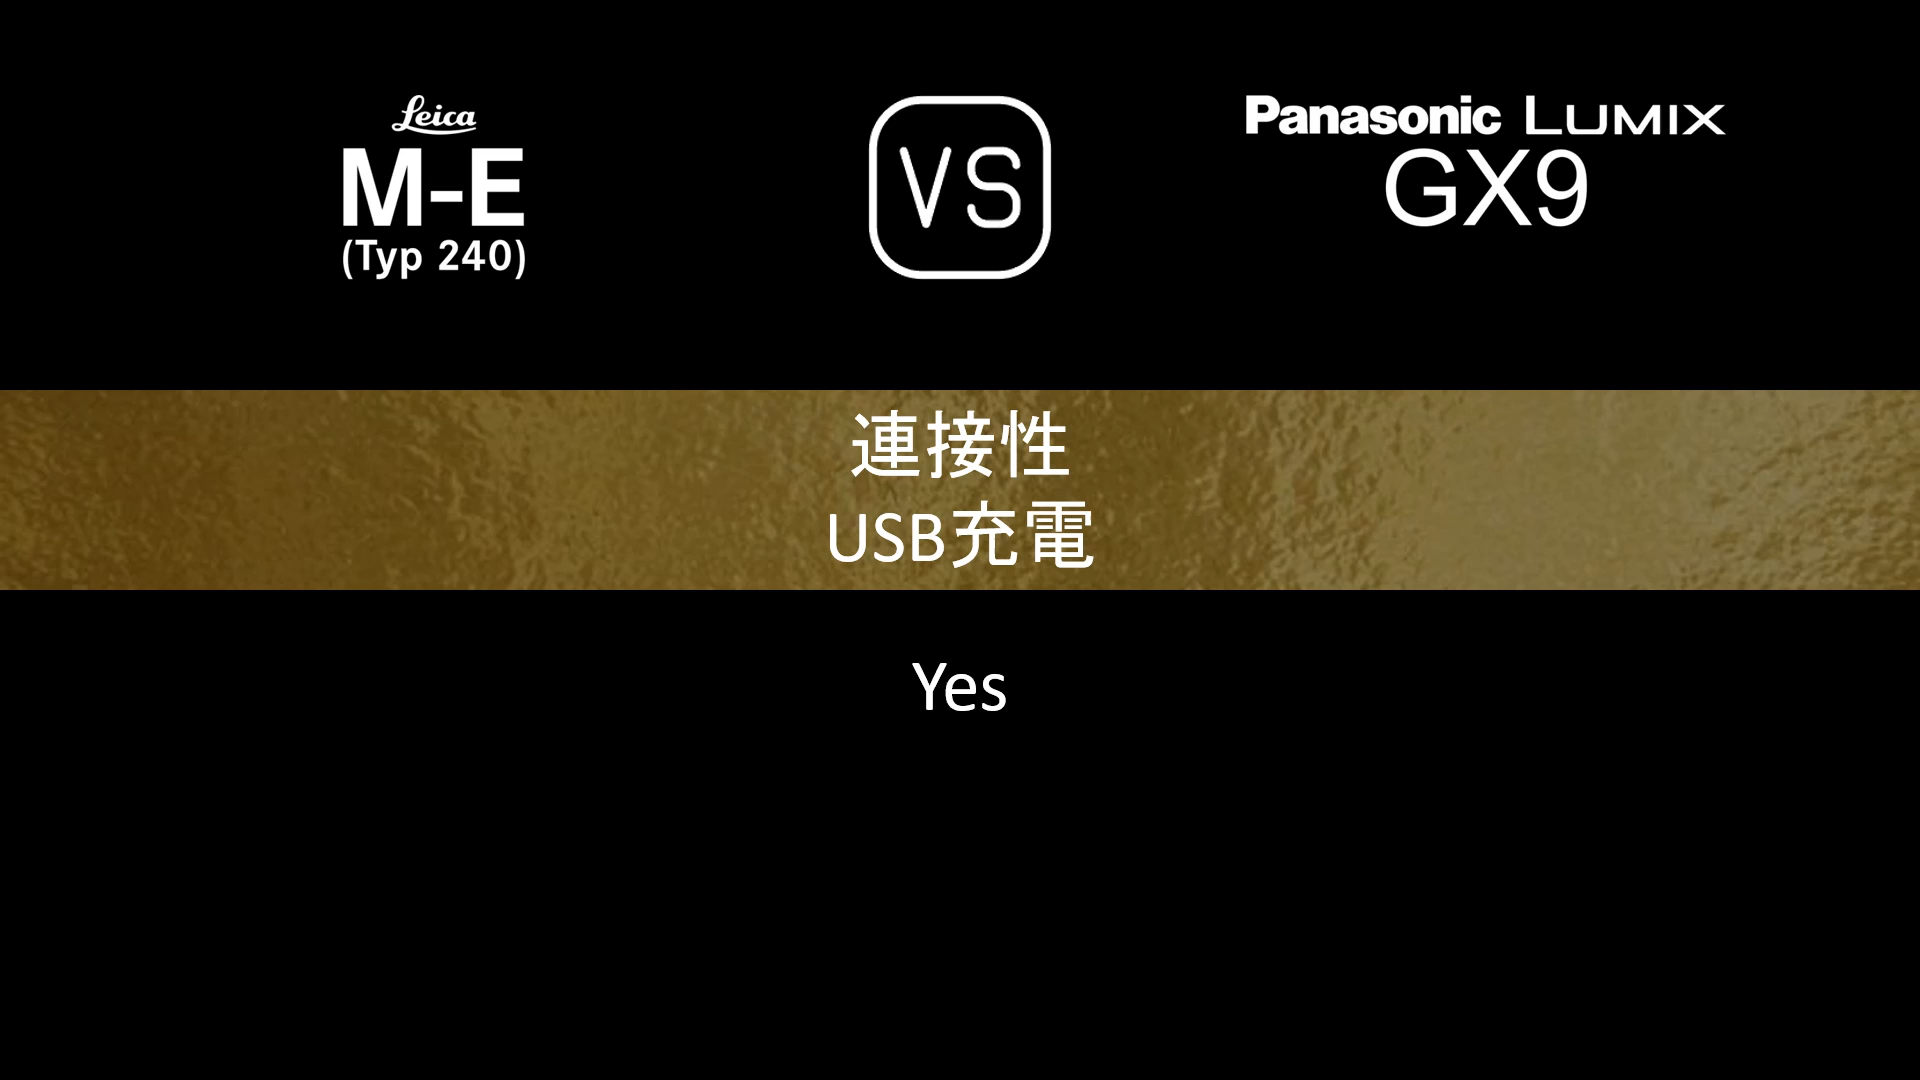 Leica
M-E
(Typ 240)
VS
Panasonic LUMIX
GX9
連接性
USB充電
Yes